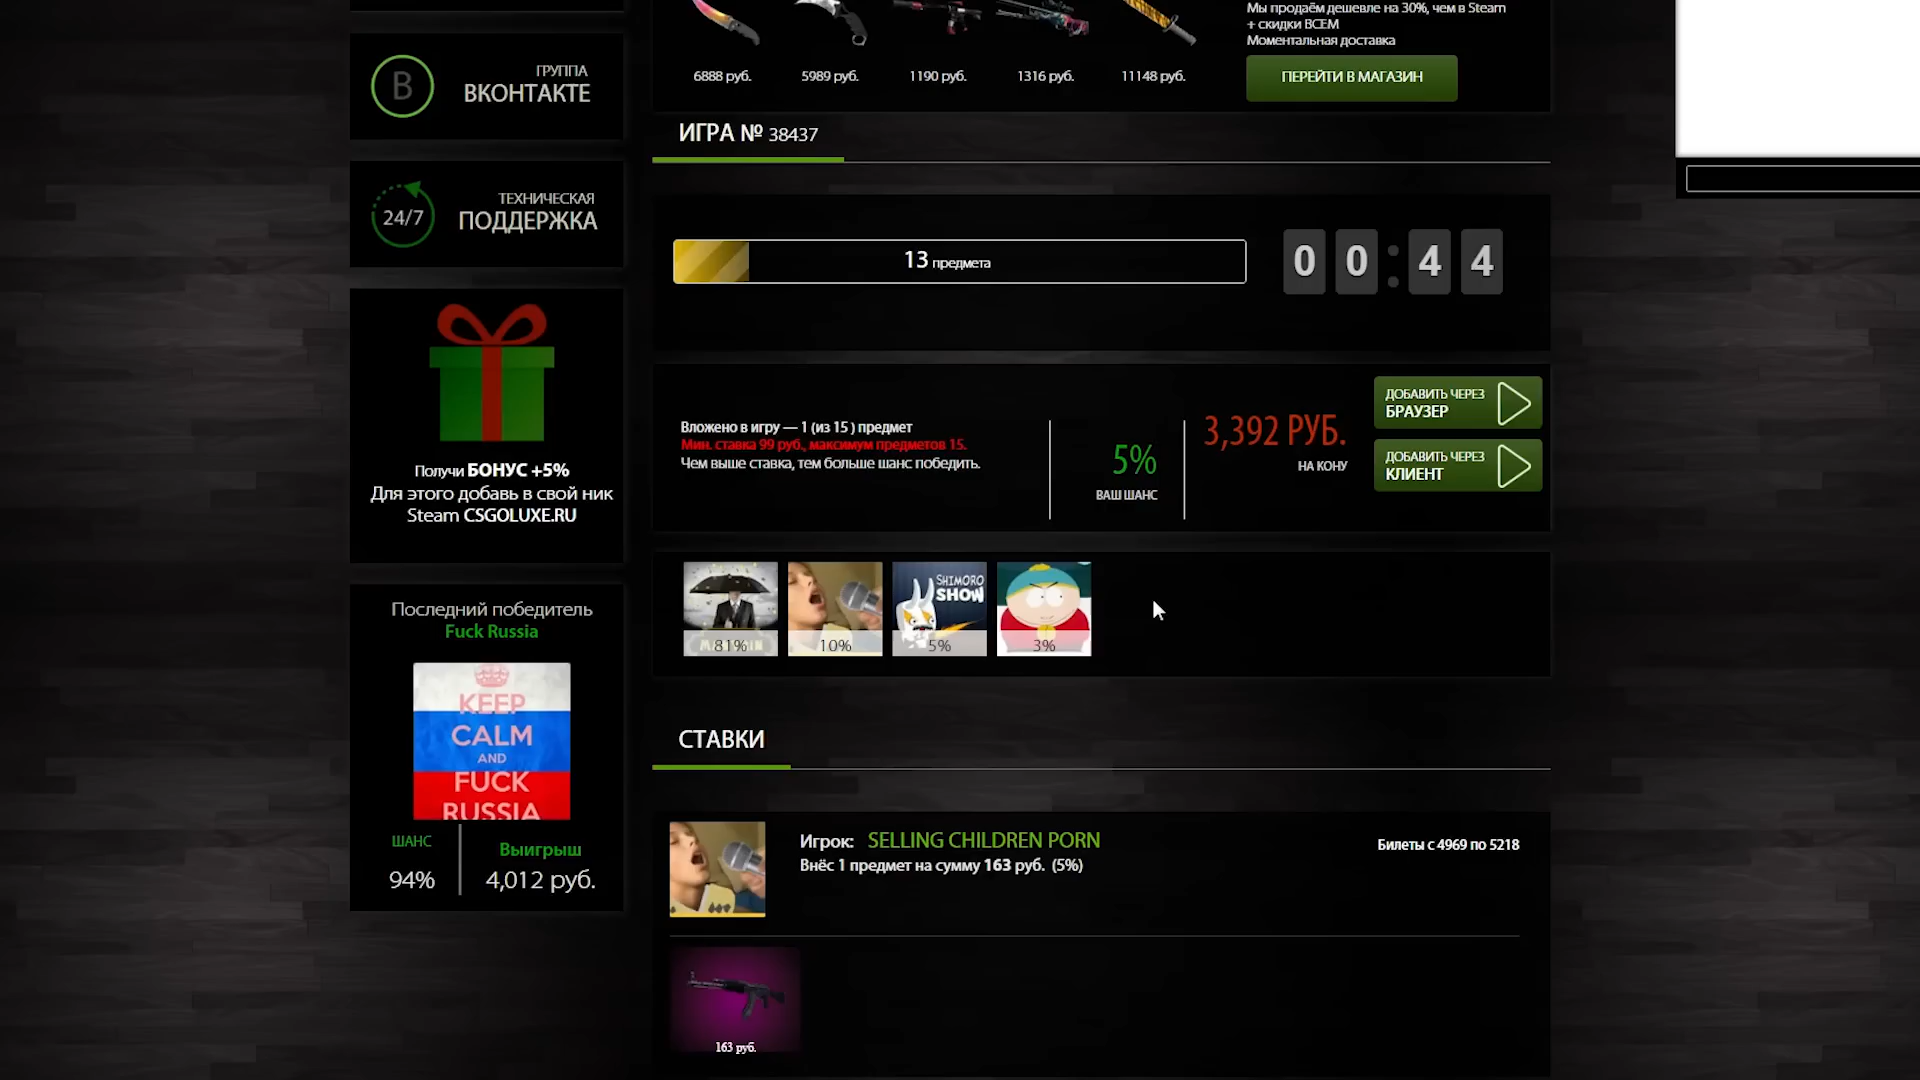 Мы продаём дешевле на 30%, чем в Steam
+ скидки ВСЕМ
Моментальная доставка
6888 руб.
5989 руб.
1190 руб.
1316 руб.
11148 руб.
ПЕРЕЙТИ В МАГАЗИН
В
ГРУППА
ВКОНТАКТЕ
ИГРА № 38437
24/7
ТЕХНИЧЕСКАЯ
ПОДДЕРЖКА
13 предмета
00:44
Вложено в игру — 1 (из 15 ) предмет
Мин. ставка 99 руб., максимум предметов 15.
Чем выше ставка, тем больше шанс победить.
5%
ВАШ ШАНС
3,392 РУБ.
НА КОНУ
ДОБАВИТЬ ЧЕРЕЗ
БРАУЗЕР
ДОБАВИТЬ ЧЕРЕЗ
КЛИЕНТ
Получи БОНУС +5%
Для этого добавь в свой ник
Steam CSGOLUXE.RU
SHIMORO
SHOW
81%
10%
5%
3%
Последний победитель
Fuck Russia
KEEP
CALM
AND
FUCK
RUSSIA
ШАНС
94%
Выигрыш
4,012 руб.
СТАВКИ
Игрок: SELLING CHILDREN PORN
Внёс 1 предмет на сумму 163 руб. (5%)
Билеты с 4969 по 5218
163 руб.